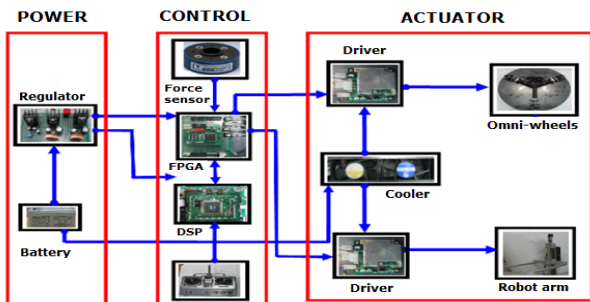 POWER
CONTROL
ACTUATOR
Regulator
Battery
Force
sensor
FPGA
DSP
Driver
Omni-wheels
Cooler
Driver
Robot arm